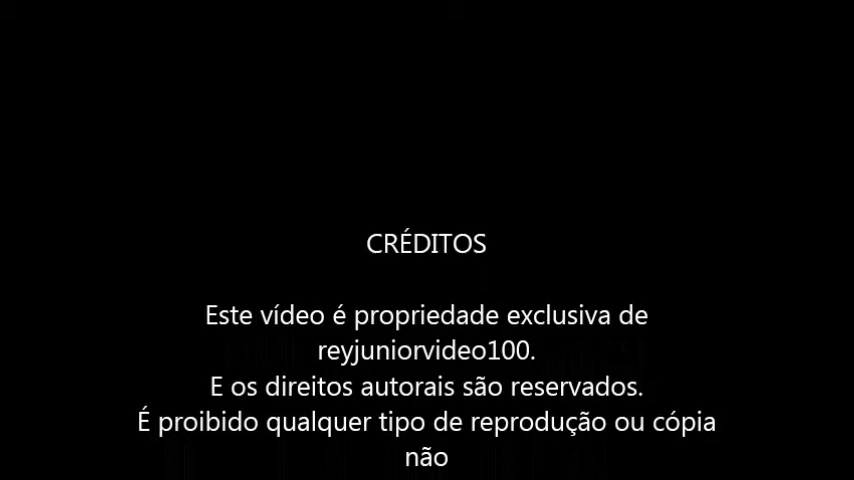 CRÉDITOS
Este vídeo é propriedade exclusiva de
reyjuniorvideo100.
E os direitos autorais são reservados.
É proibido qualquer tipo de reprodução ou cópia
não